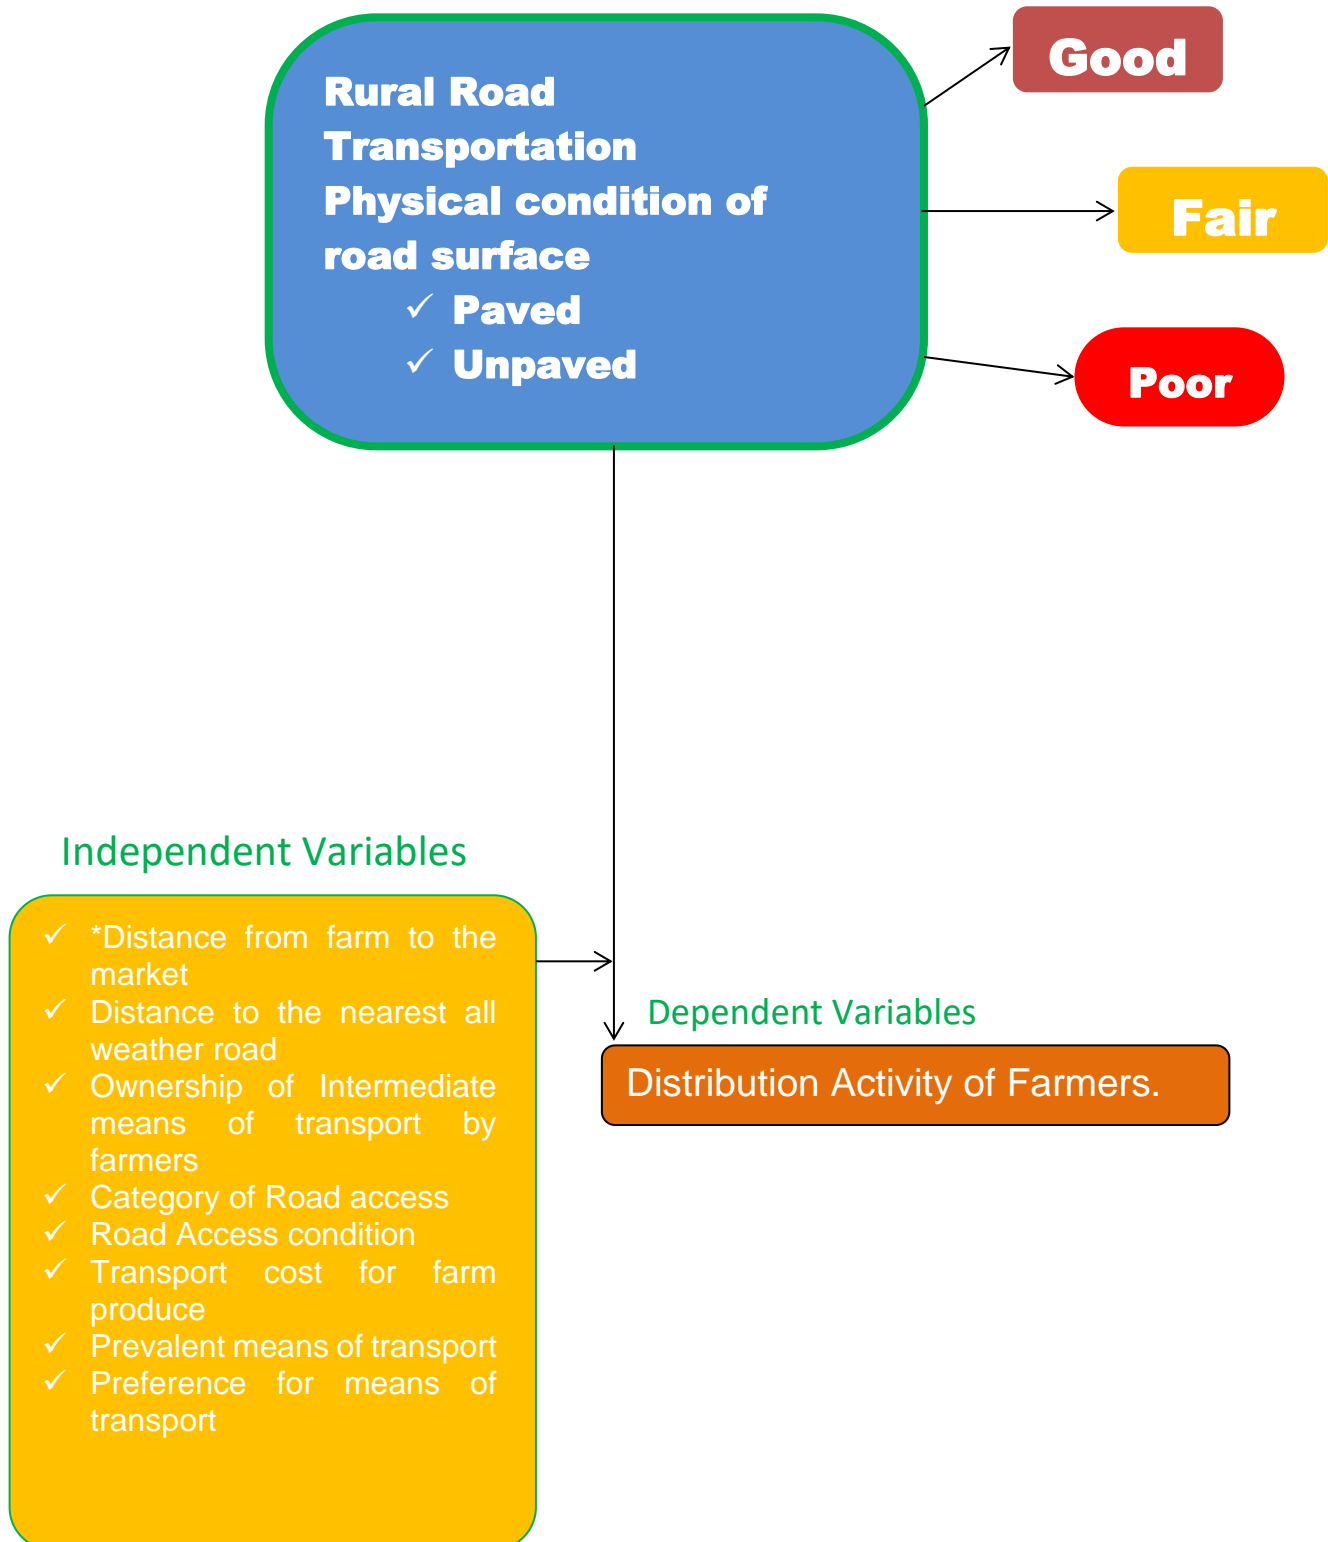 Rural Road
Transportation
Physical condition of
road surface
✓ Paved
✓ Unpaved
Good
Fair
Poor
Independent Variables
✓ *Distance from farm to the
market
✓ Distance to the nearest all
weather road
✓ Ownership of Intermediate
means of transport by
farmers
✓ Category of Road access
✓ Road Access condition
✓ Transport cost for farm
produce
✓ Prevalent means of transport
✓ Preference for means of
transport
Dependent Variables
Distribution Activity of Farmers.